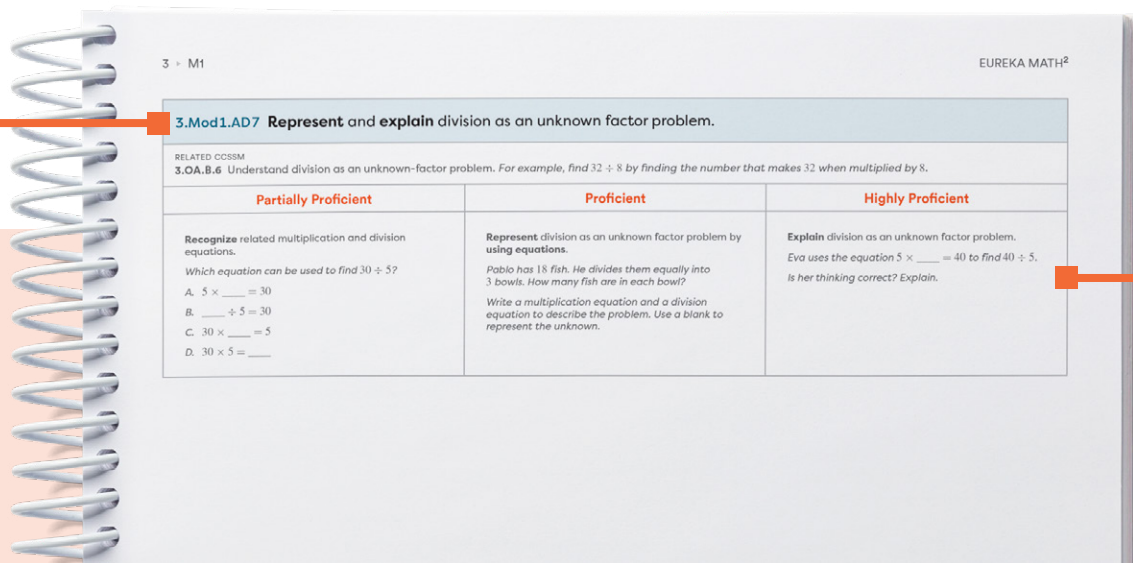 3 ▸ M1
EUREKA MATH²
3.Mod1.AD7 Represent and explain division as an unknown factor problem.
RELATED CCSSM
3.OA.B.6 Understand division as an unknown-factor problem. For example, find 32 ÷ 8 by finding the number that makes 32 when multiplied by 8.
Partially Proficient
Proficient
Highly Proficient
Recognize related multiplication and division
equations.
Which equation can be used to find 30 ÷ 5?
A. 5 × ____ = 30
B. ____ ÷ 5 = 30
C. 30 × ____ = 5
D. 30 × 5 = ____
Represent division as an unknown factor problem by
using equations.
Pablo has 18 fish. He divides them equally into
3 bowls. How many fish are in each bowl?
Write a multiplication equation and a division
equation to describe the problem. Use a blank to
represent the unknown.
Explain division as an unknown factor problem.
Eva uses the equation 5 × ____ = 40 to find 40 ÷ 5.
Is her thinking correct? Explain.